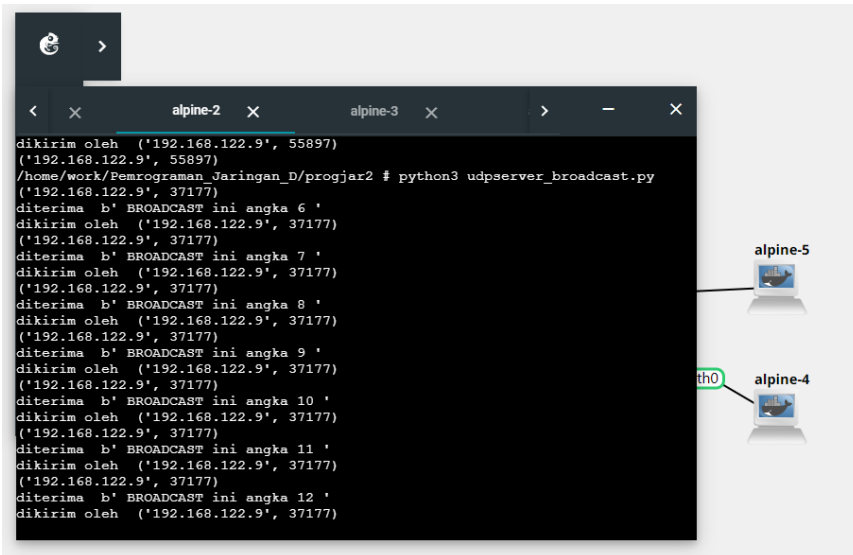 alpine-2
alpine-3
dikirim oleh  ('192.168.122.9', 55897)
('192.168.122.9', 55897)
/home/work/Pemrograman_Jaringan_D/progjar2 # python3 udpserver_broadcast.py
('192.168.122.9', 37177)
diterima  b' BROADCAST ini angka 6 '
dikirim oleh  ('192.168.122.9', 37177)
('192.168.122.9', 37177)
diterima  b' BROADCAST ini angka 7 '
dikirim oleh  ('192.168.122.9', 37177)
('192.168.122.9', 37177)
diterima  b' BROADCAST ini angka 8 '
dikirim oleh  ('192.168.122.9', 37177)
('192.168.122.9', 37177)
diterima  b' BROADCAST ini angka 9 '
dikirim oleh  ('192.168.122.9', 37177)
('192.168.122.9', 37177)
diterima  b' BROADCAST ini angka 10 '
dikirim oleh  ('192.168.122.9', 37177)
('192.168.122.9', 37177)
diterima  b' BROADCAST ini angka 11 '
dikirim oleh  ('192.168.122.9', 37177)
('192.168.122.9', 37177)
diterima  b' BROADCAST ini angka 12 '
dikirim oleh  ('192.168.122.9', 37177)
alpine-5
th0
alpine-4